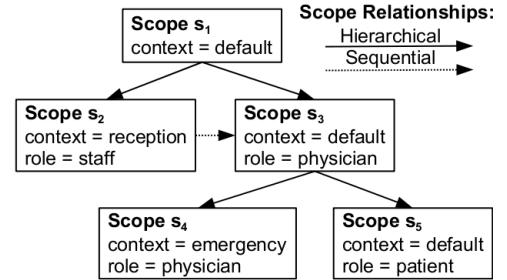 Scope s1
context = default
Scope Relationships:
Hierarchical
Sequential
Scope s2
context = reception
role = staff
Scope s3
context = default
role = physician
Scope s4
context = emergency
role = physician
Scope s5
context = default
role = patient